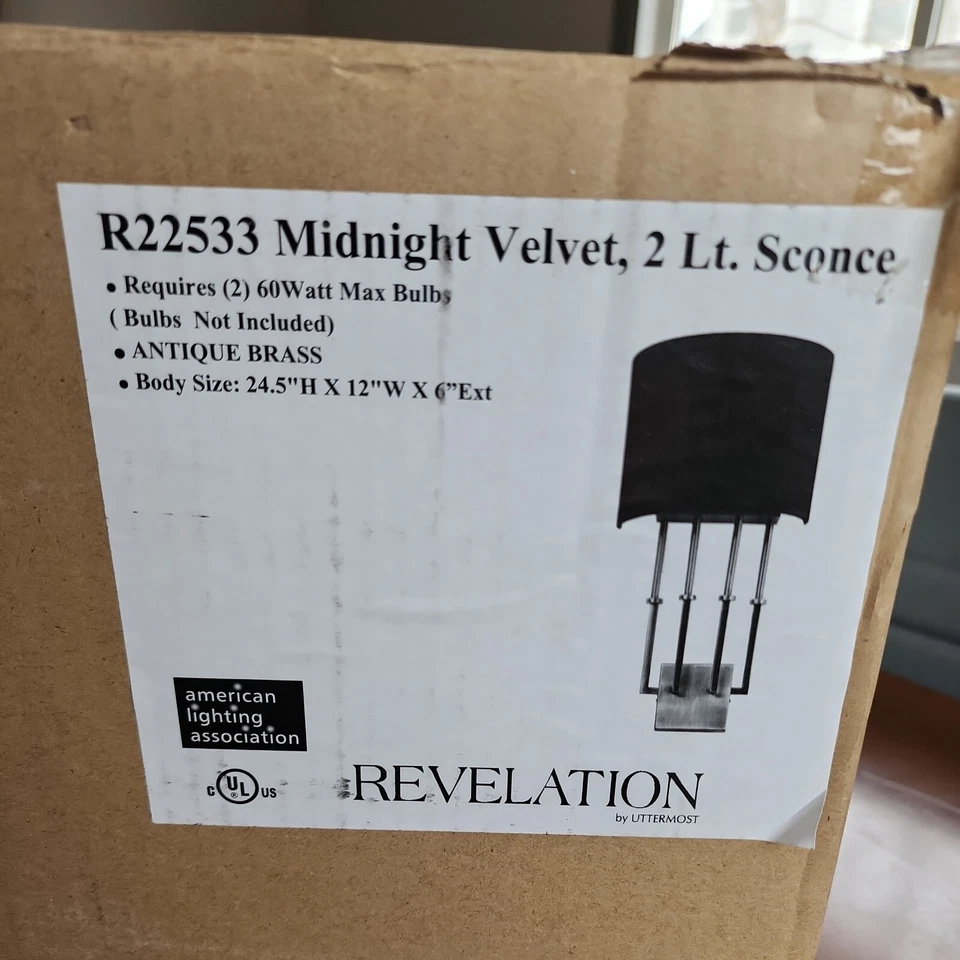 R22533 Midnight Velvet, 2 Lt. Sconce
• Requires (2) 60Watt Max Bulbs
( Bulbs Not Included)
• ANTIQUE BRASS
• Body Size: 24.5"H X 12"W X 6”Ext
american
lighting
association
C UL® US
REVELATION
by UTTERMOST